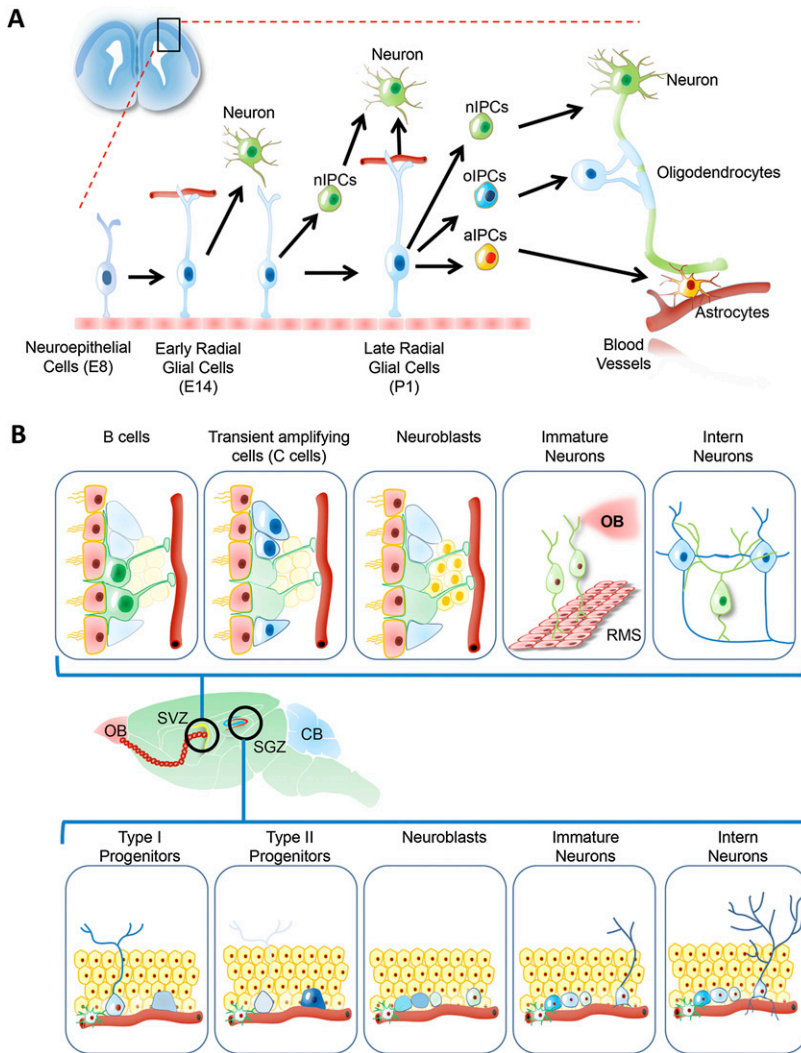 A
Neuron
nIPCs
Neuron
nIPCs
oIPCs
aIPCs
Neuron
Oligodendrocytes
Astrocytes
Blood
Vessels
Neuroepithelial
Cells (E8)
Early Radial
Glial Cells
(E14)
Late Radial
Glial Cells
(P1)
B
B cells
Transient amplifying
cells (C cells)
Neuroblasts
Immature
Neurons
Intern
Neurons
OB
RMS
OB
SVZ
SGZ
CB
Type I
Progenitors
Type II
Progenitors
Neuroblasts
Immature
Neurons
Intern
Neurons